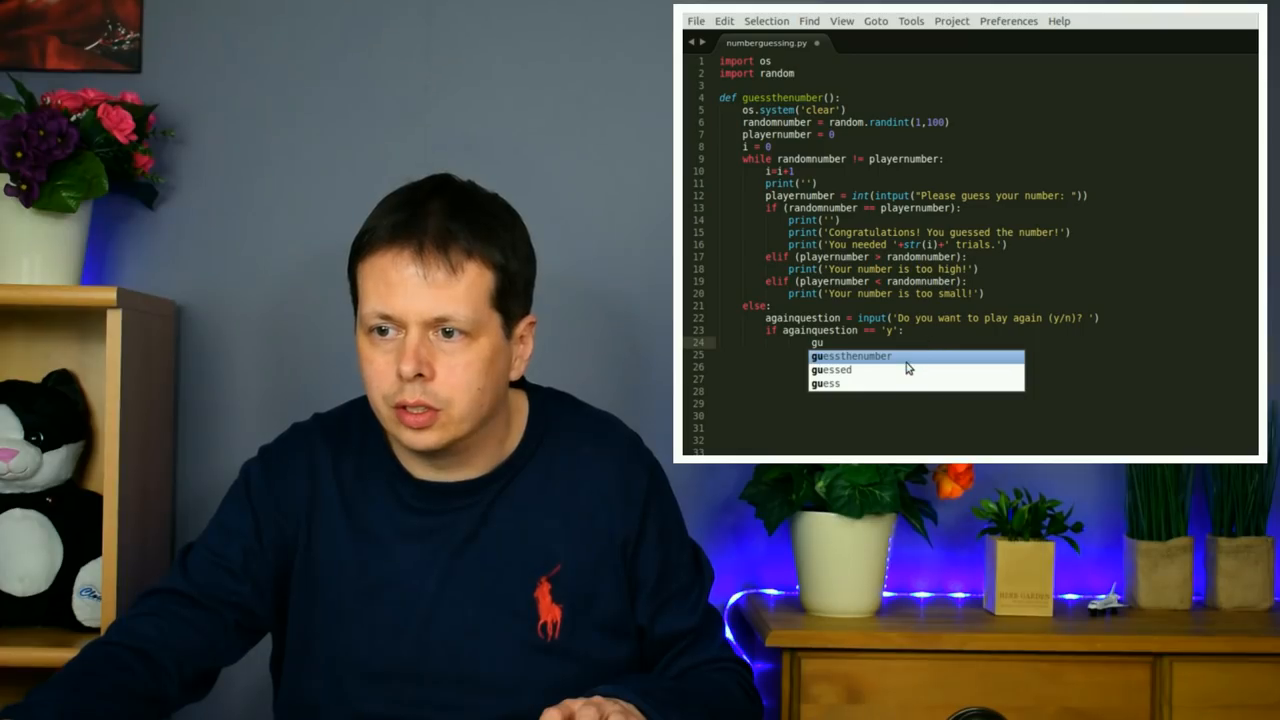 File Edit Selection Find View Goto Tools Project Preferences Help
numberguessing.py
1 import os
2 import random
3
4 def guessthenumber():
5 os.system('clear')
6 randomnumber = random.randint(1,100)
7 playernumber = 0
8 i = 0
9 while randomnumber != playernumber:
10 i=i+1
11 print('')
12 playernumber = int(intput("Please guess your number: "))
13 if (randomnumber == playernumber):
14 print('')
15 print('Congratulations! You guessed the number!')
16 print('You needed '+str(i)+' trials.')
17 elif (playernumber > randomnumber):
18 print('Your number is too high!')
19 elif (playernumber < randomnumber):
20 print('Your number is too small!')
21 else:
22 againquestion = input('Do you want to play again (y/n)? ')
23 if againquestion == 'y':
24 gu
25 guessthenumber
26 guessed
27 guess
28
29
30
31
32
33
HERB GARDEN